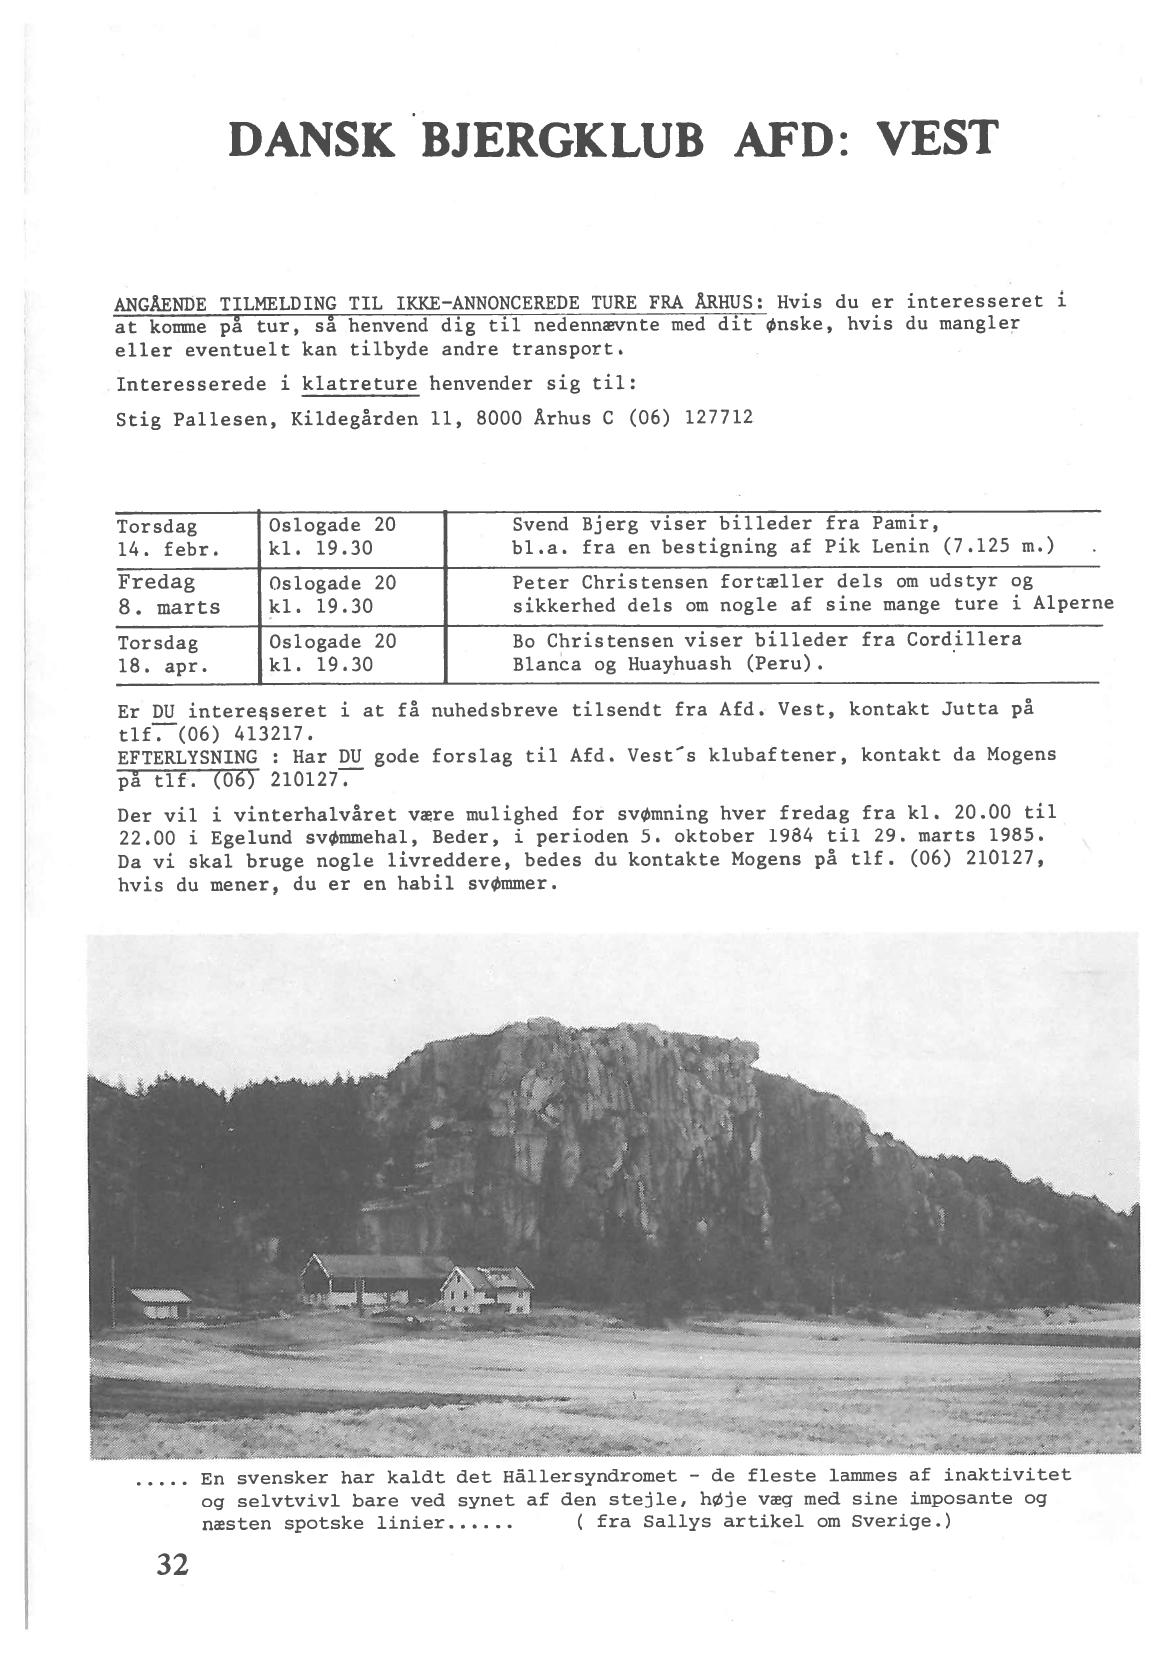 DANSK BJERGKLUB AFD: VEST
ANGÅENDE TILMELDING TIL IKKE-ANNONCEREDE TURE FRA ÅRHUS: Hvis du er interesseret i
at komme på tur, så henvend dig til nedennævnte med dit ønske, hvis du mangler
eller eventuelt kan tilbyde andre transport.
Interesserede i klatreture henvender sig til:
Stig Pallesen, Kildegården 11, 8000 Århus C (06) 127712
Torsdag Oslogade 20 Svend Bjerg viser billeder fra Pamir,
14. febr. kl. 19.30 bl.a. fra en bestigning af Pik Lenin (7.125 m.)
Fredag Oslogade 20 Peter Christensen fortæller dels om udstyr og
8. marts kl. 19.30 sikkerhed dels om nogle af sine mange ture i Alperne
Torsdag Oslogade 20 Bo Christensen viser billeder fra Cordillera
18. apr. kl. 19.30 Blanca og Huayhuash (Peru).
Er DU interesseret i at få nuhedsbreve tilsendt fra Afd. Vest, kontakt Jutta på
tlf. (06) 413217.
EFTERLYSNING : Har DU gode forslag til Afd. Vest´s klubaftener, kontakt da Mogens
på tlf. (06) 210127.
Der vil i vinterhalvåret være mulighed for svømning hver fredag fra kl. 20.00 til
22.00 i Egelund svømmehal, Beder, i perioden 5. oktober 1984 til 29. marts 1985.
Da vi skal bruge nogle livreddere, bedes du kontakte Mogens på tlf. (06) 210127,
hvis du mener, du er en habil svømmer.
..... En svensker har kaldt det Hällersyndromet - de fleste lammes af inaktivitet
og selvtvivl bare ved synet af den stejle, høje væg med sine imposante og
næsten spotske linier...... ( fra Sallys artikel om Sverige.)
32